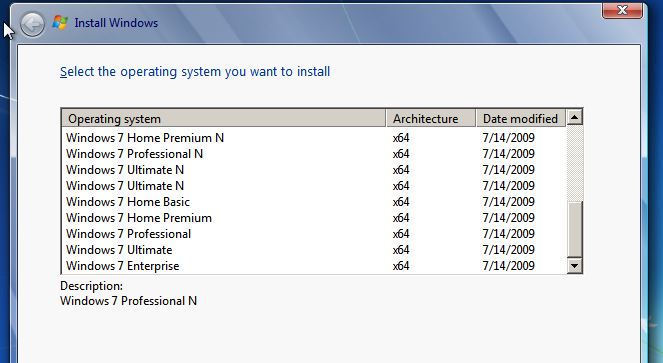 Install Windows
Select the operating system you want to install
Operating system Architecture Date modified
Windows 7 Home Premium N x64 7/14/2009
Windows 7 Professional N x64 7/14/2009
Windows 7 Ultimate N x64 7/14/2009
Windows 7 Ultimate N x64 7/14/2009
Windows 7 Home Basic x64 7/14/2009
Windows 7 Home Premium x64 7/14/2009
Windows 7 Professional x64 7/14/2009
Windows 7 Ultimate x64 7/14/2009
Windows 7 Enterprise x64 7/14/2009
Description:
Windows 7 Professional N